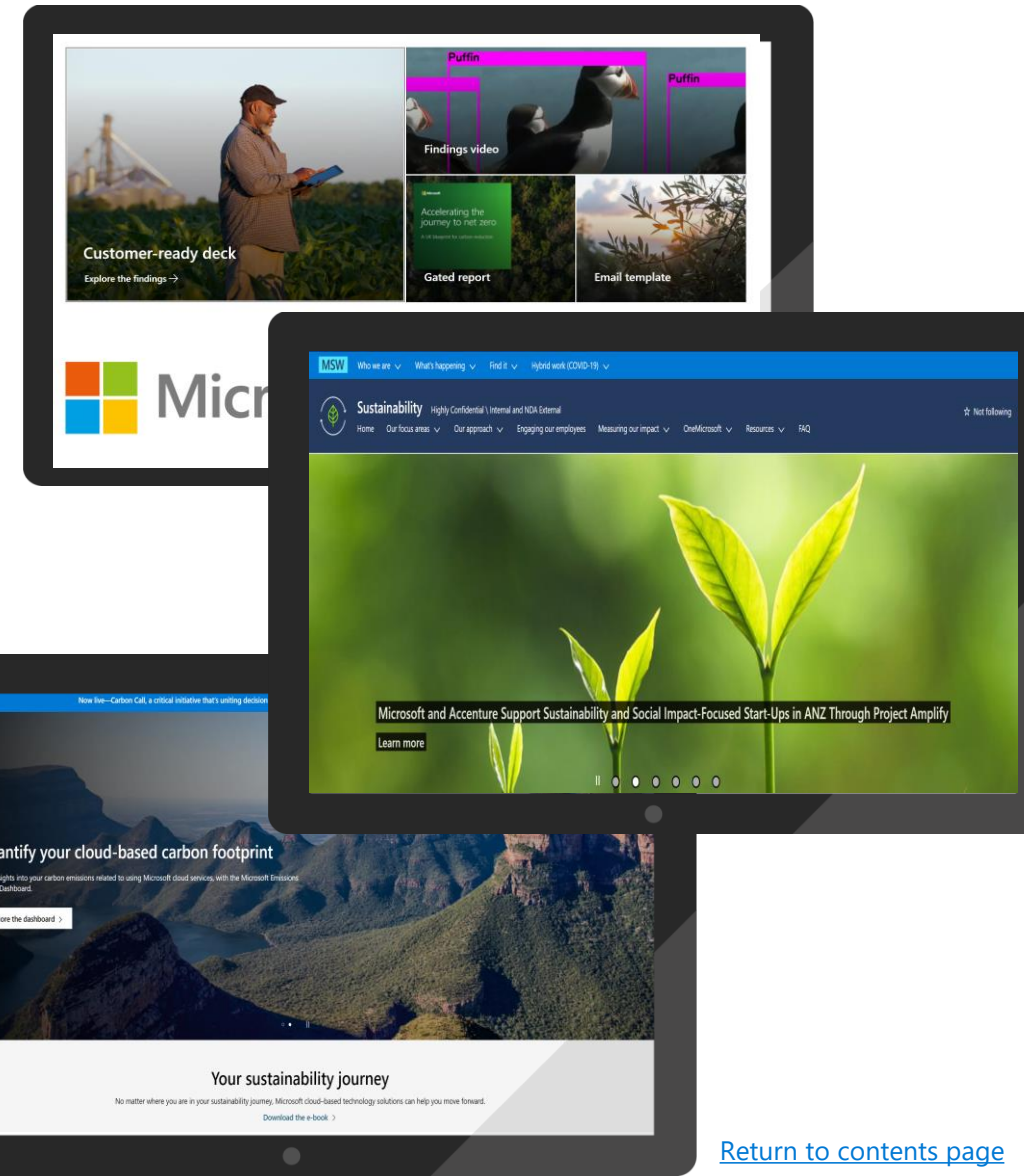 Puffin
Puffin
Findings video
Customer-ready deck
Explore the findings →
Microsoft
Accelerating the
journey to net zero
Gated report
Email template
Micr
MSW Who we are What's happening Find it Hybrid work (COVID-19)
Sustainability Highly Confidential \ Internal and NDA External
☆ Not following
Home Our focus areas Our approach Engaging our employees Measuring our impact OneMicrosoft Resources FAQ
Microsoft and Accenture Support Sustainability and Social Impact-Focused Start-Ups in ANZ Through Project Amplify
Learn more
Now live—Carbon Call, a critical initiative that's uniting decision
antify your cloud-based carbon footprint
ights into your carbon emissions related to using Microsoft cloud services, with the Microsoft Emissions
Dashboard.
ore the dashboard >
Your sustainability journey
No matter where you are in your sustainability journey, Microsoft cloud-based technology solutions can help you move forward.
Download the e-book >
Return to contents page